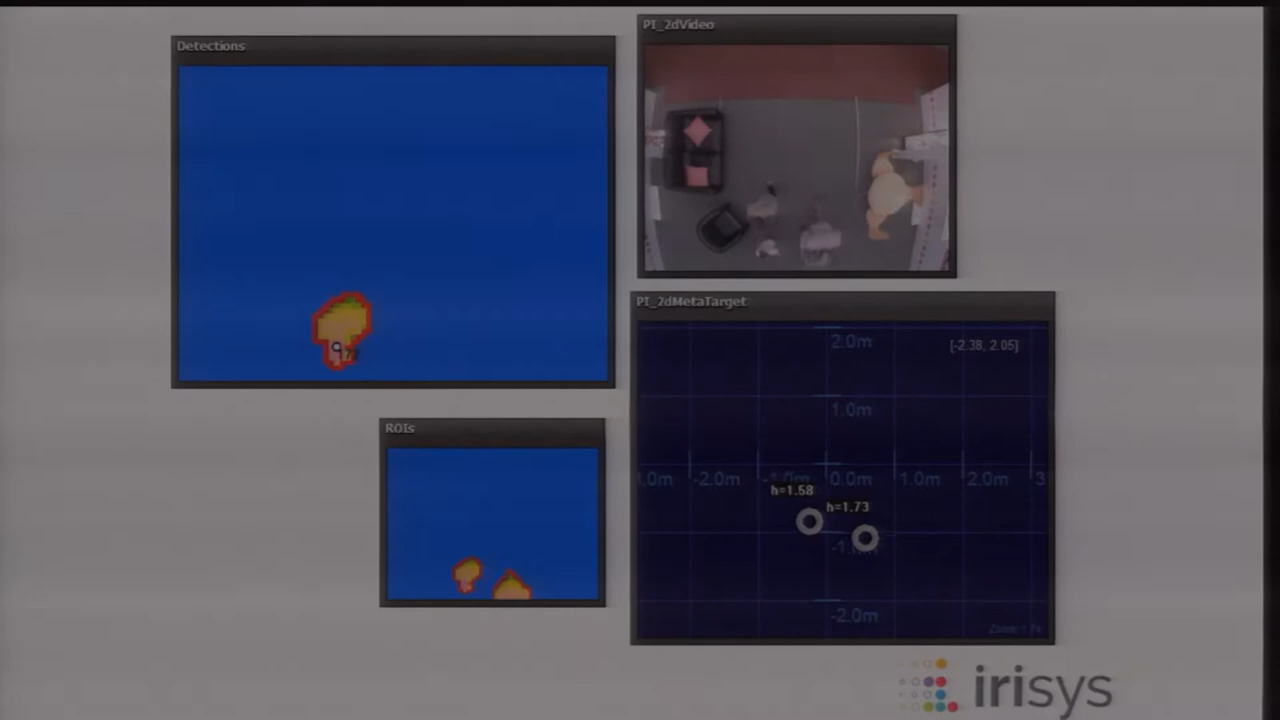 Detections
PI_2dVideo
PI_2dMetaTarget
[-2.38, 2.05]
2.0m
1.0m
-2.0m
-1.0m
0.0m
1.0m
2.0m
h=1.58
h=1.73
-2.0m
ROIs
irisys